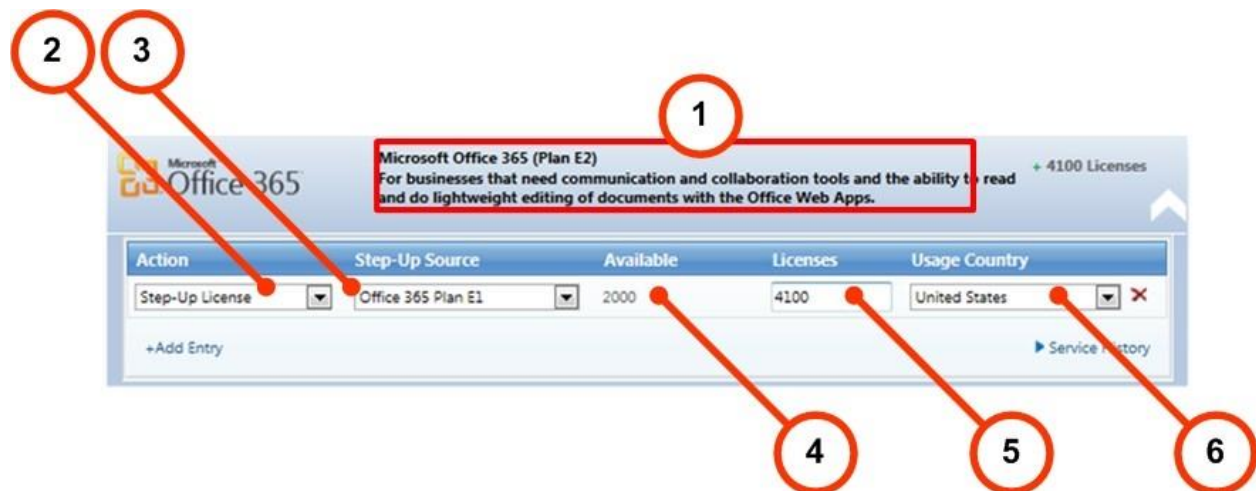 2
3
1
Microsoft
Office 365
Microsoft Office 365 (Plan E2)
For businesses that need communication and collaboration tools and the ability to read
and do lightweight editing of documents with the Office Web Apps.
+ 4100 Licenses
Action Step-Up Source Available Licenses Usage Country
Step-Up License Office 365 Plan E1 2000 4100 United States
+Add Entry Service History
4
5
6